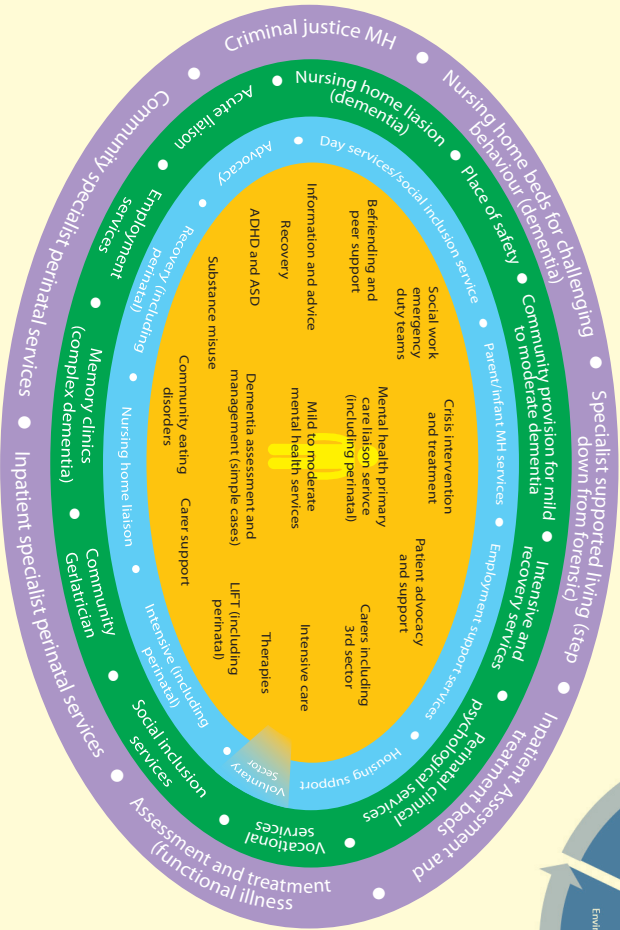 Criminal justice MH
Nursing home beds for challenging
behaviour (dementia)
Specialist supported living (step
down from forensic)
Inpatient Assessment and
treatment beds
Assessment and treatment
(functional illness
Inpatient specialist perinatal services
Community specialist perinatal services
Nursing home liasion
(dementia)
Place of safety
Community provision for mild
to moderate dementia
Intensive and
recovery services
Perinatal clinical
psychological services
Vocational
services
Social inclusion
services
Community
Gerlatrician
Memory clinics
(complex dementia)
Employment
services
Acute liaison
Day services/social inclusion service
Parent/infant MH services
Employment support services
Housing support
Voluntary
Sector
Intensive (including
perinatal)
Nursing home liaison
Recovery (including
perinatal)
Advocacy
Crisis intervention
and treatment
Social work
emergency
duty teams
Patient advocacy
and support
Befriending and
peer support
Mental health primary
care liaison serivce
(including perinatal)
Carers including
3rd sector
Information and advice
Mild to moderate
mental health services
Intensive care
Recovery
Therapies
ADHD and ASD
Dementia assessment and
management (simple cases)
LIFT (including
perinatal)
Substance misuse
Community eating
disorders
Carer support